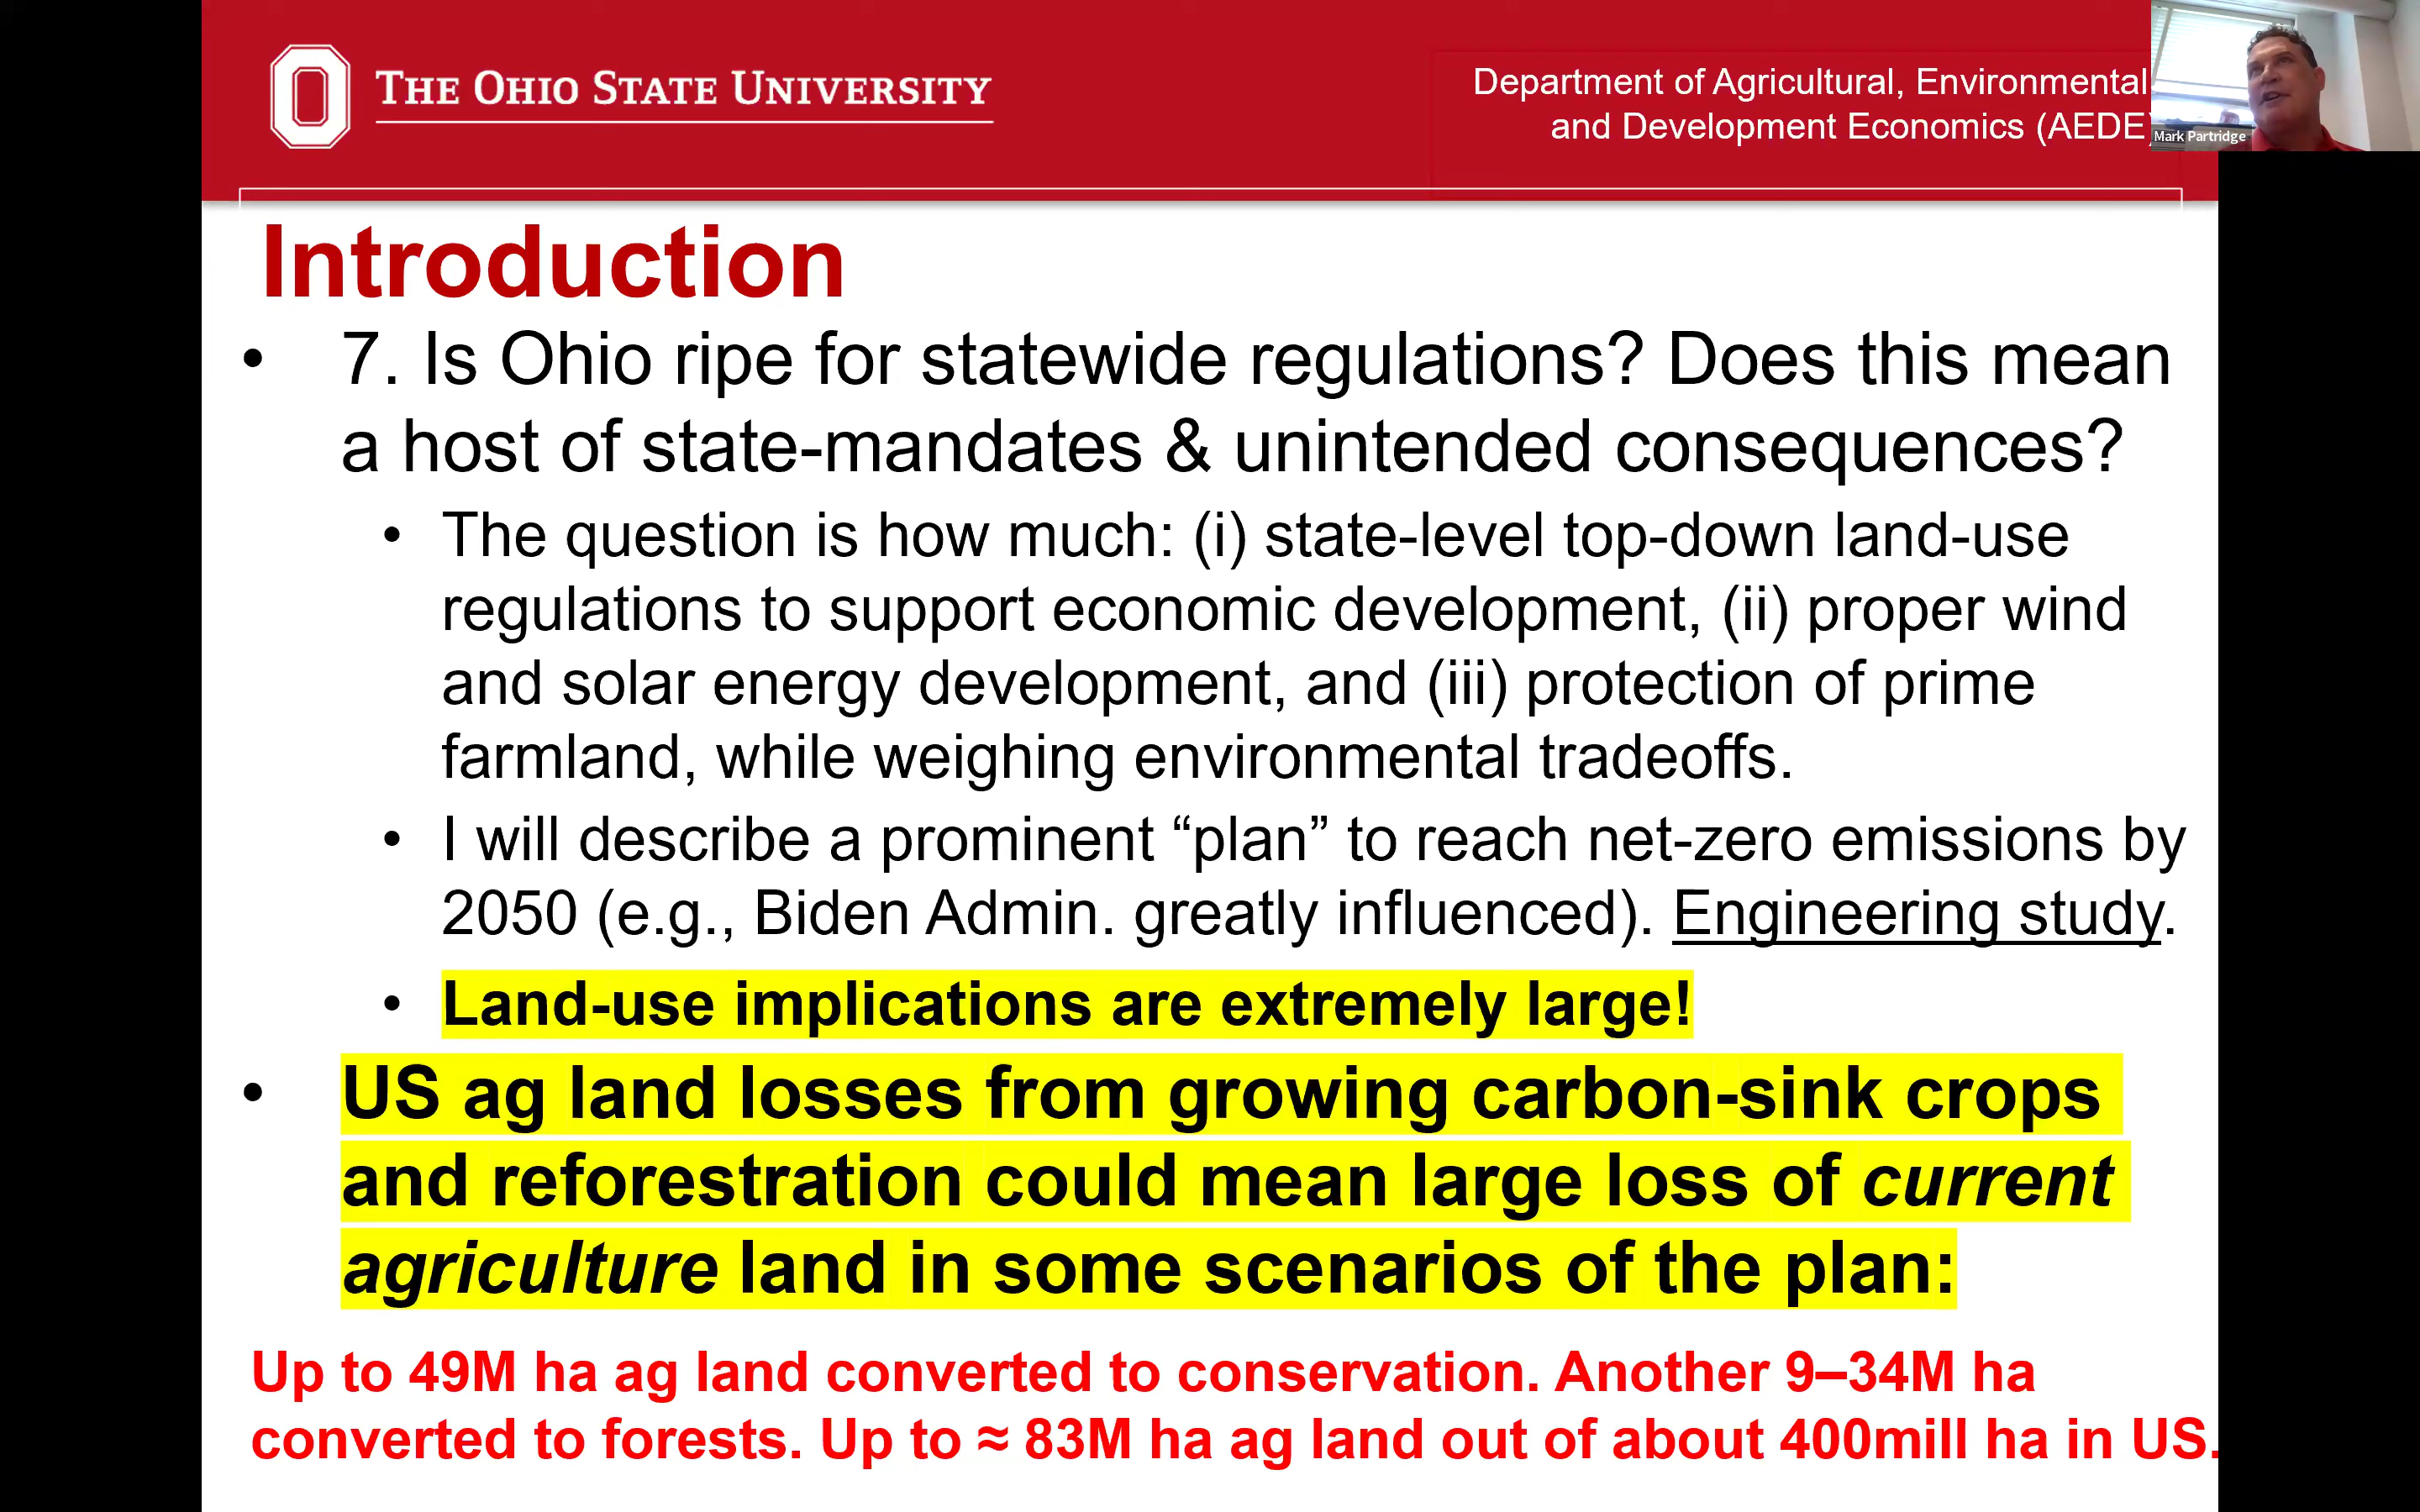 THE OHIO STATE UNIVERSITY
Department of Agricultural, Environmental
and Development Economics (AEDE)
Mark Partridge
Introduction
• 7. Is Ohio ripe for statewide regulations? Does this mean
a host of state-mandates & unintended consequences?
• The question is how much: (i) state-level top-down land-use
regulations to support economic development, (ii) proper wind
and solar energy development, and (iii) protection of prime
farmland, while weighing environmental tradeoffs.
• I will describe a prominent “plan” to reach net-zero emissions by
2050 (e.g., Biden Admin. greatly influenced). Engineering study.
• Land-use implications are extremely large!
• US ag land losses from growing carbon-sink crops
and reforestration could mean large loss of current
agriculture land in some scenarios of the plan:
Up to 49M ha ag land converted to conservation. Another 9–34M ha
converted to forests. Up to ≈ 83M ha ag land out of about 400mill ha in US.